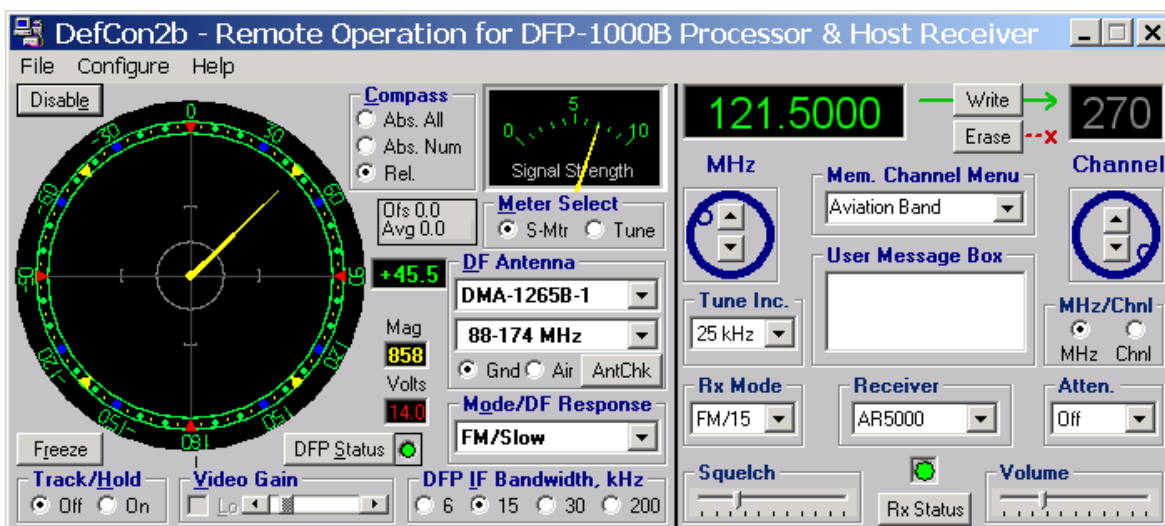 DefCon2b - Remote Operation for DFP-1000B Processor & Host Receiver
File Configure Help
Disable
0
30
60
90
120
150
180
-150
-120
-90
-60
-30
Compass
Abs. All
Abs. Num
Rel.
0 5 10
Signal Strength
Ofs 0.0
Avg 0.0
Meter Select
S-Mtr Tune
+45.5
DF Antenna
DMA-1265B-1
88-174 MHz
Gnd Air AntChk
Mag
858
Volts
14.0
Mode/DF Response
FM/Slow
Freeze
DFP Status
Track/Hold
Off On
Video Gain
Lo
DFP IF Bandwidth, kHz
6 15 30 200
121.5000
Write
Erase
--x
270
MHz
Channel
Mem. Channel Menu
Aviation Band
User Message Box
Tune Inc.
25 kHz
MHz/Chnl
MHz Chnl
Rx Mode
FM/15
Receiver
AR5000
Atten.
Off
Squelch
Rx Status
Volume